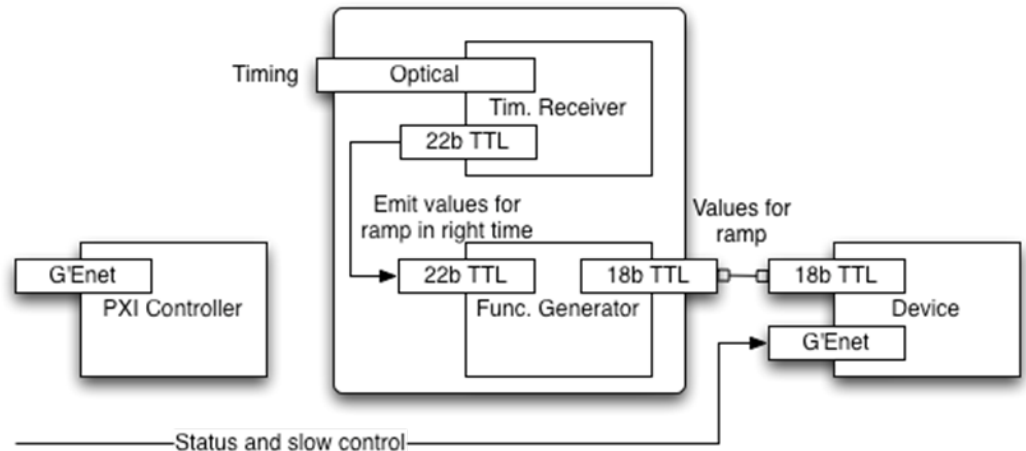 Timing
Optical
Tim. Receiver
22b TTL
Emit values for
ramp in right time
Values for
ramp
G'Enet
PXI Controller
22b TTL
18b TTL
Func. Generator
18b TTL
Device
G'Enet
Status and slow control